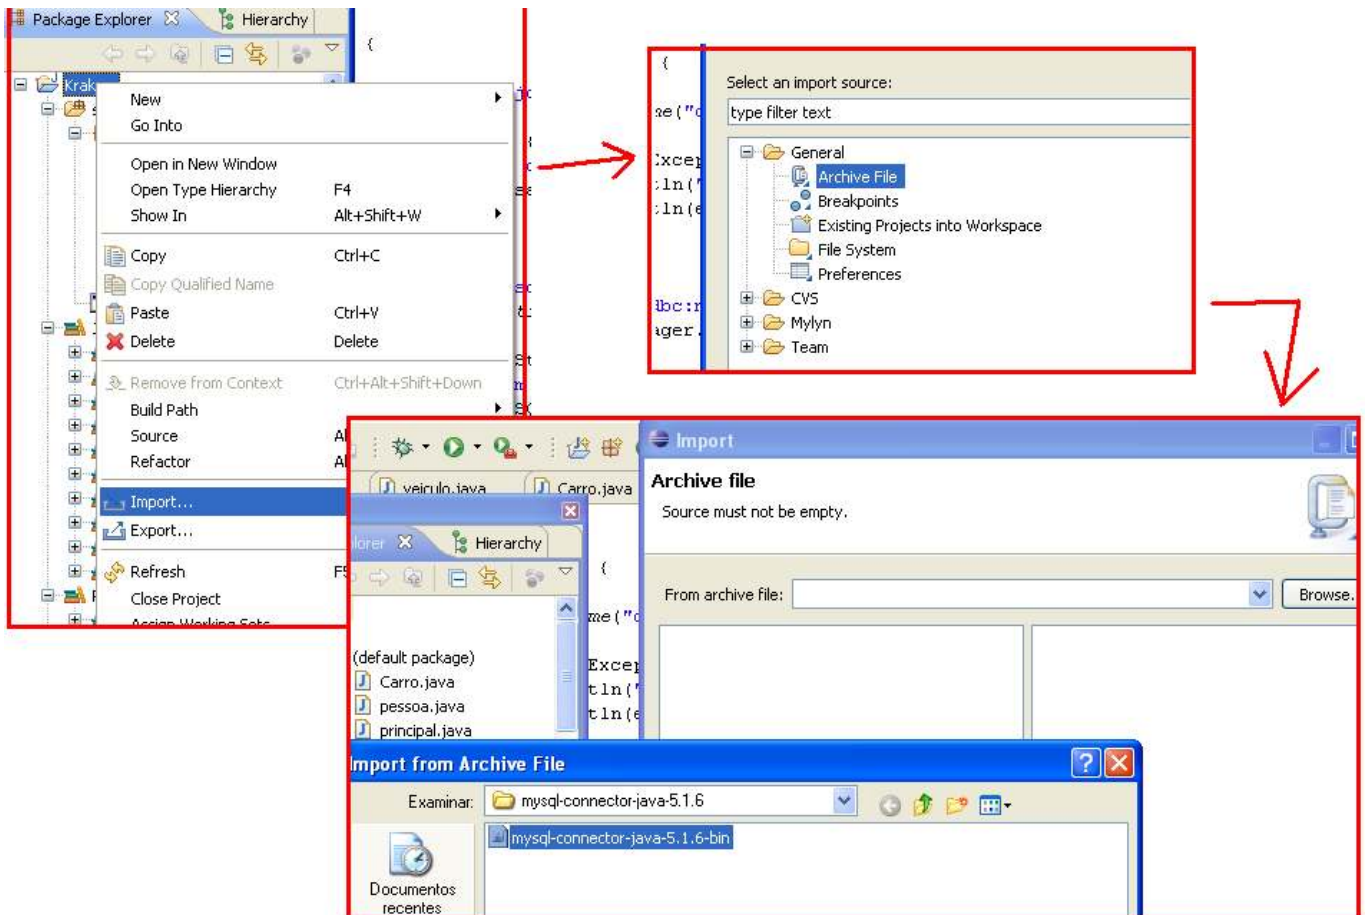 Package Explorer
Hierarchy
{
New
Go Into
Open in New Window
Open Type Hierarchy F4
Show In Alt+Shift+W
Copy Ctrl+C
Copy Qualified Name
Paste Ctrl+V
Delete Delete
Remove from Context Ctrl+Alt+Shift+Down
Build Path
Source
Refactor
Import...
Export...
Refresh
Close Project
Assign Working Sets
{
Select an import source:
type filter text
General
Archive File
Breakpoints
Existing Projects into Workspace
File System
Preferences
CVS
Mylyn
Team
veiculo.java
Carro.java
Hierarchy
{
(default package)
Carro.java
pessoa.java
principal.java
Import
Archive file
Source must not be empty.
From archive file:
Browse.
Import from Archive File
Examinar:
mysql-connector-java-5.1.6
mysql-connector-java-5.1.6-bin
Documentos
recentes